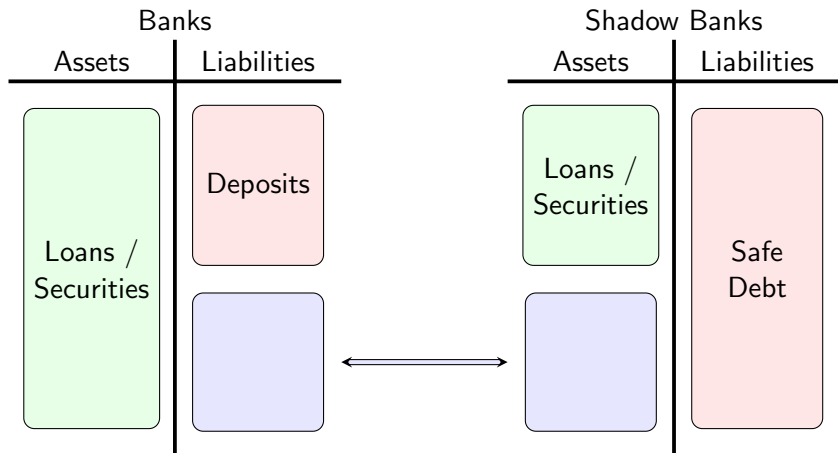 Banks
Assets
Liabilities
Loans /
Securities
Deposits
Shadow Banks
Assets
Liabilities
Loans /
Securities
Safe
Debt